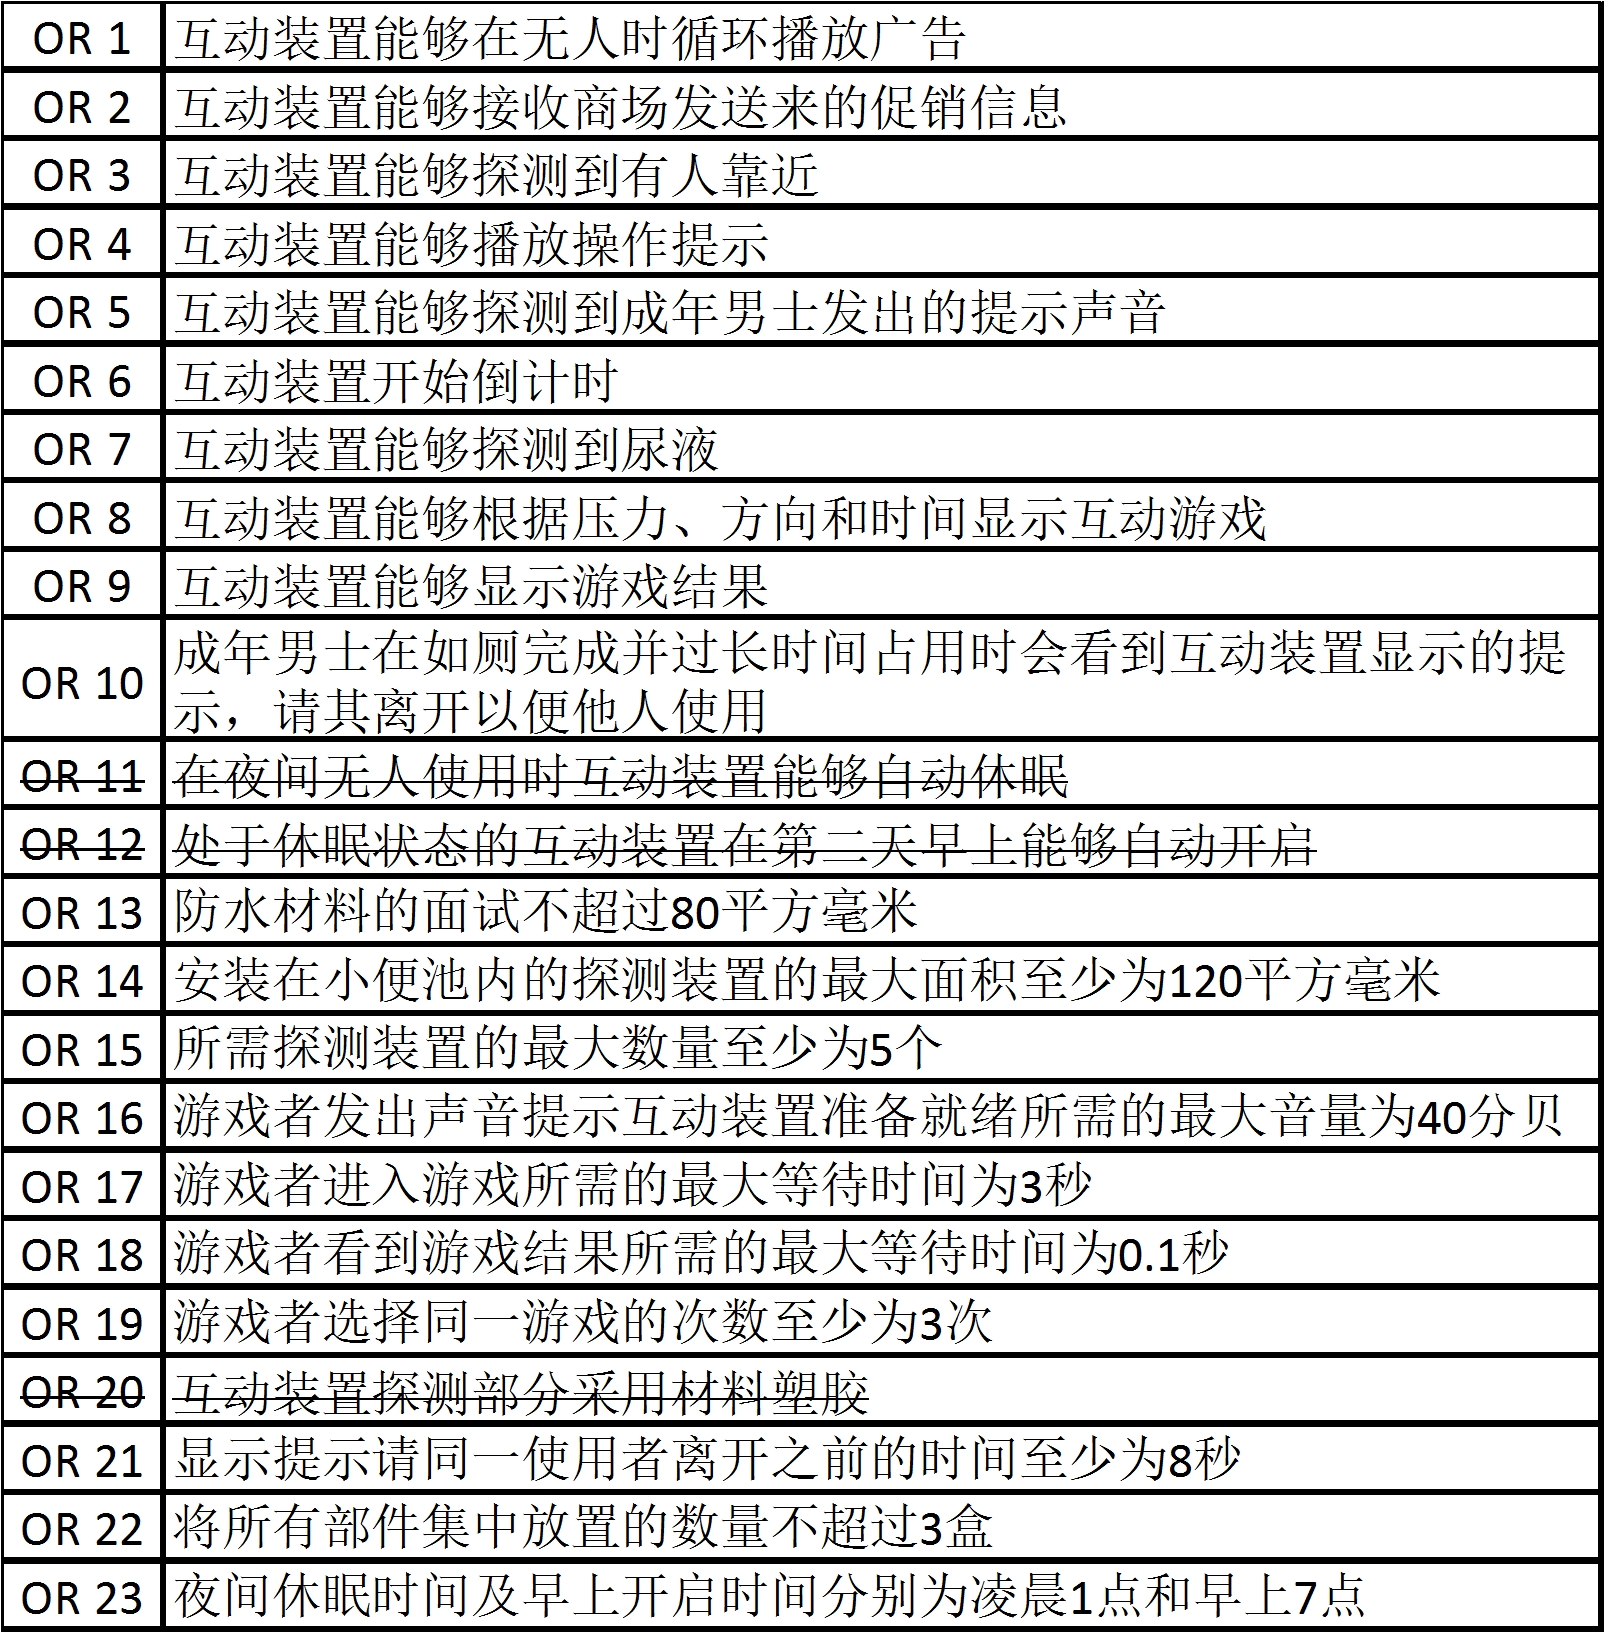 OR 1 互动装置能够在无人时循环播放广告
OR 2 互动装置能够接收商场发送来的促销信息
OR 3 互动装置能够探测到有人靠近
OR 4 互动装置能够播放操作提示
OR 5 互动装置能够探测到成年男士发出的提示声音
OR 6 互动装置开始倒计时
OR 7 互动装置能够探测到尿液
OR 8 互动装置能够根据压力、方向和时间显示互动游戏
OR 9 互动装置能够显示游戏结果
OR 10 成年男士在如厕完成并过长时间占用时会看到互动装置显示的提
示，请其离开以便他人使用
OR 11 在夜间无人使用时互动装置能够自动休眠
OR 12 处于休眠状态的互动装置在第二天早上能够自动开启
OR 13 防水材料的面试不超过80平方毫米
OR 14 安装在小便池内的探测装置的最大面积至少为120平方毫米
OR 15 所需探测装置的最大数量至少为5个
OR 16 游戏者发出声音提示互动装置准备就绪所需的最大音量为40分贝
OR 17 游戏者进入游戏所需的最大等待时间为3秒
OR 18 游戏者看到游戏结果所需的最大等待时间为0.1秒
OR 19 游戏者选择同一游戏的次数至少为3次
OR 20 互动装置探测部分采用材料塑胶
OR 21 显示提示请同一使用者离开之前的时间至少为8秒
OR 22 将所有部件集中放置的数量不超过3盒
OR 23 夜间休眠时间及早上开启时间分别为凌晨1点和早上7点